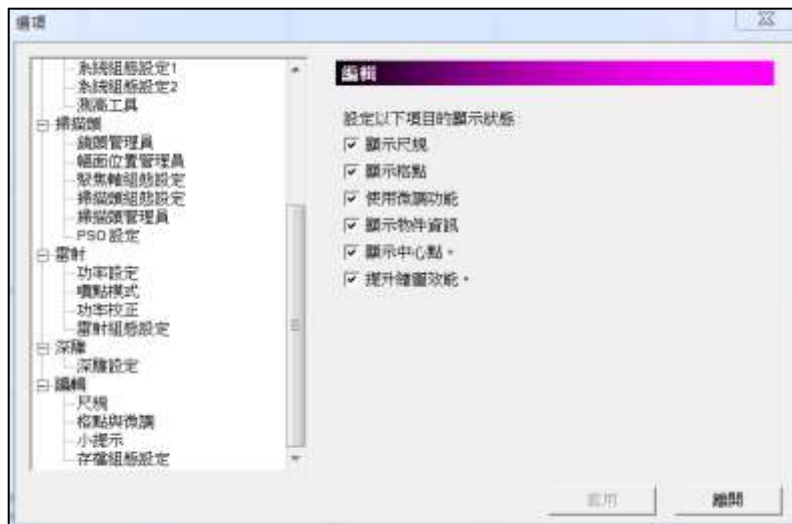 選項
系統組態設定1
系統組態設定2
測高工具
掃描頭
鏡頭管理員
幅面位置管理員
聚焦軸組態設定
掃描頭組態設定
掃描頭管理員
PSO 設定
雷射
功率設定
噴點模式
功率校正
雷射組態設定
深雕
深雕設定
編輯
尺規
格點與微調
小提示
存檔組態設定
編輯
設定以下項目的顯示狀態
顯示尺規
顯示格點
使用微調功能
顯示物件資訊
顯示中心點。
提升繪圖效能。
套用
離開